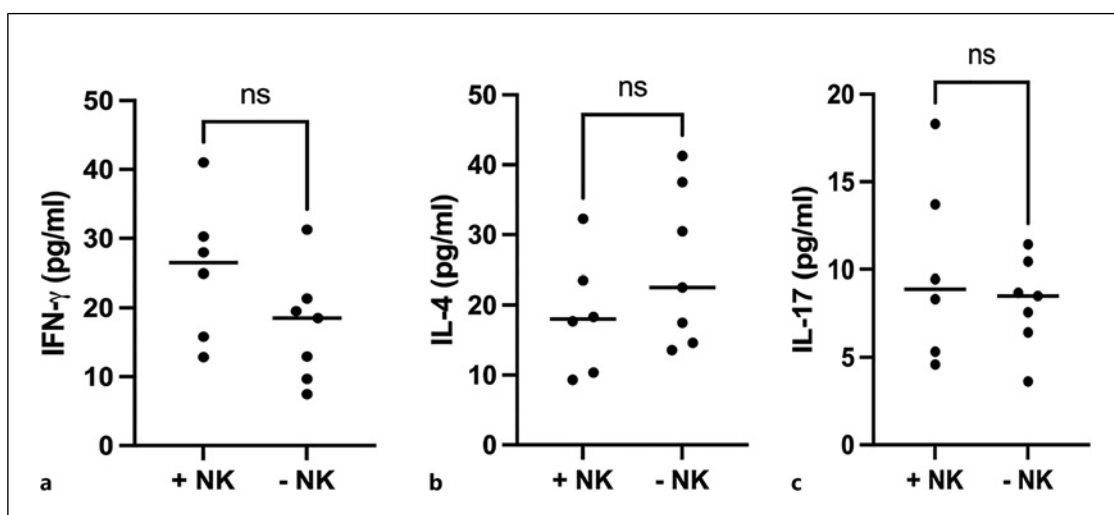 ns
50
40
30
20
10
0
IFN-γ (pg/ml)
+ NK - NK
a
ns
50
40
30
20
10
0
IL-4 (pg/ml)
+ NK - NK
b
ns
20
15
10
5
0
IL-17 (pg/ml)
+ NK - NK
c